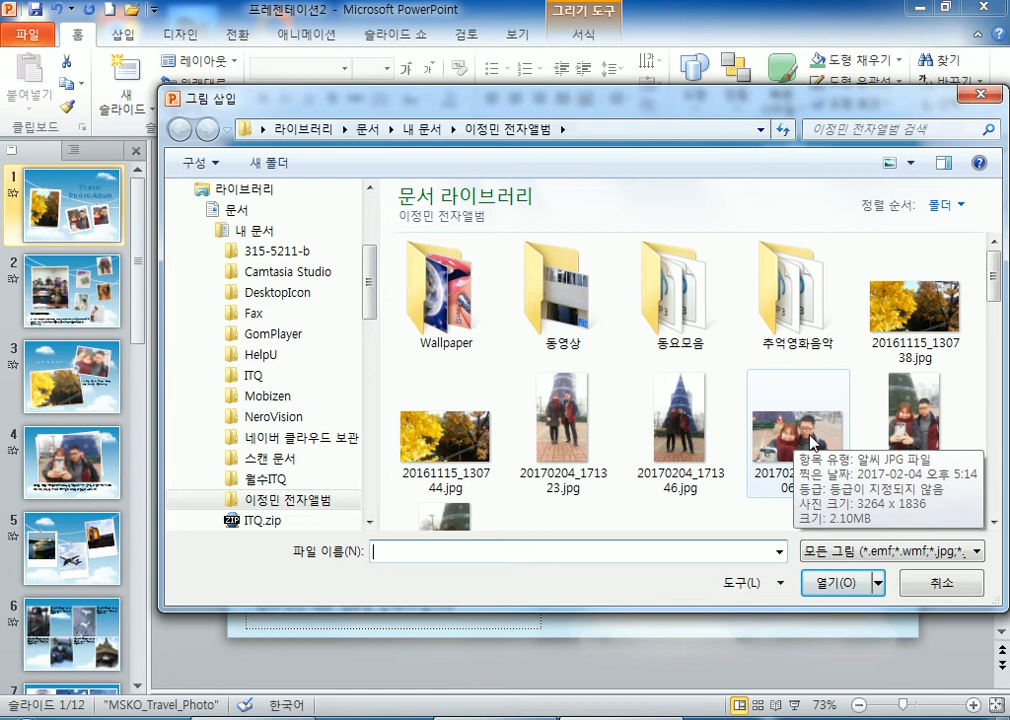 프레젠테이션2 - Microsoft PowerPoint
그리기 도구
파일 홈 삽입 디자인 전환 애니메이션 슬라이드 쇼 검토 보기 서식
붙여넣기
클립보드
새
슬라이드
레이아웃
도형 채우기
찾기
그림 삽입
라이브러리 문서 내 문서 이정민 전자앨범
이정민 전자앨범 검색
구성 새 폴더
라이브러리
문서
내 문서
315-5211-b
Camtasia Studio
DesktopIcon
Fax
GomPlayer
HelpU
ITQ
Mobizen
NeroVision
네이버 클라우드 보관
스캔 문서
월수ITQ
이정민 전자앨범
ITQ.zip
문서 라이브러리
이정민 전자앨범
정렬 순서: 폴더
Wallpaper
동영상
동요모음
추억영화음악
20161115_1307
38.jpg
20161115_1307
44.jpg
20170204_1713
23.jpg
20170204_1713
46.jpg
항목 유형: 알씨 JPG 파일
찍은 날짜: 2017-02-04 오후 5:14
등급: 등급이 지정되지 않음
사진 크기: 3264 x 1836
크기: 2.10MB
파일 이름(N):
모든 그림 (*.emf;*.wmf;*.jpg;*.
도구(L)
열기(O)
취소
1
2
3
4
5
6
7
슬라이드 1/12
"MSKO_Travel_Photo"
한국어
73%